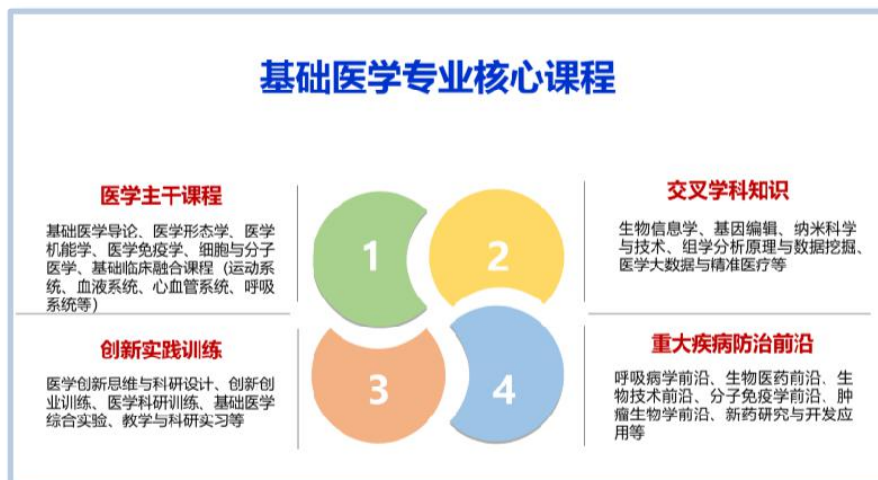 基础医学专业核心课程
医学主干课程
基础医学导论、医学形态学、医学
机能学、医学免疫学、细胞与分子
医学、基础临床融合课程（运动系
统、血液系统、心血管系统、呼吸
系统等）
1
2
交叉学科知识
生物信息学、基因编辑、纳米科学
与技术、组学分析原理与数据挖掘、
医学大数据与精准医疗等
创新实践训练
医学创新思维与科研设计、创新创
业训练、医学科研训练、基础医学
综合实验、教学与科研实习等
3
4
重大疾病防治前沿
呼吸病学前沿、生物医药前沿、生
物技术前沿、分子免疫学前沿、肿
瘤生物学前沿、新药研究与开发应
用等